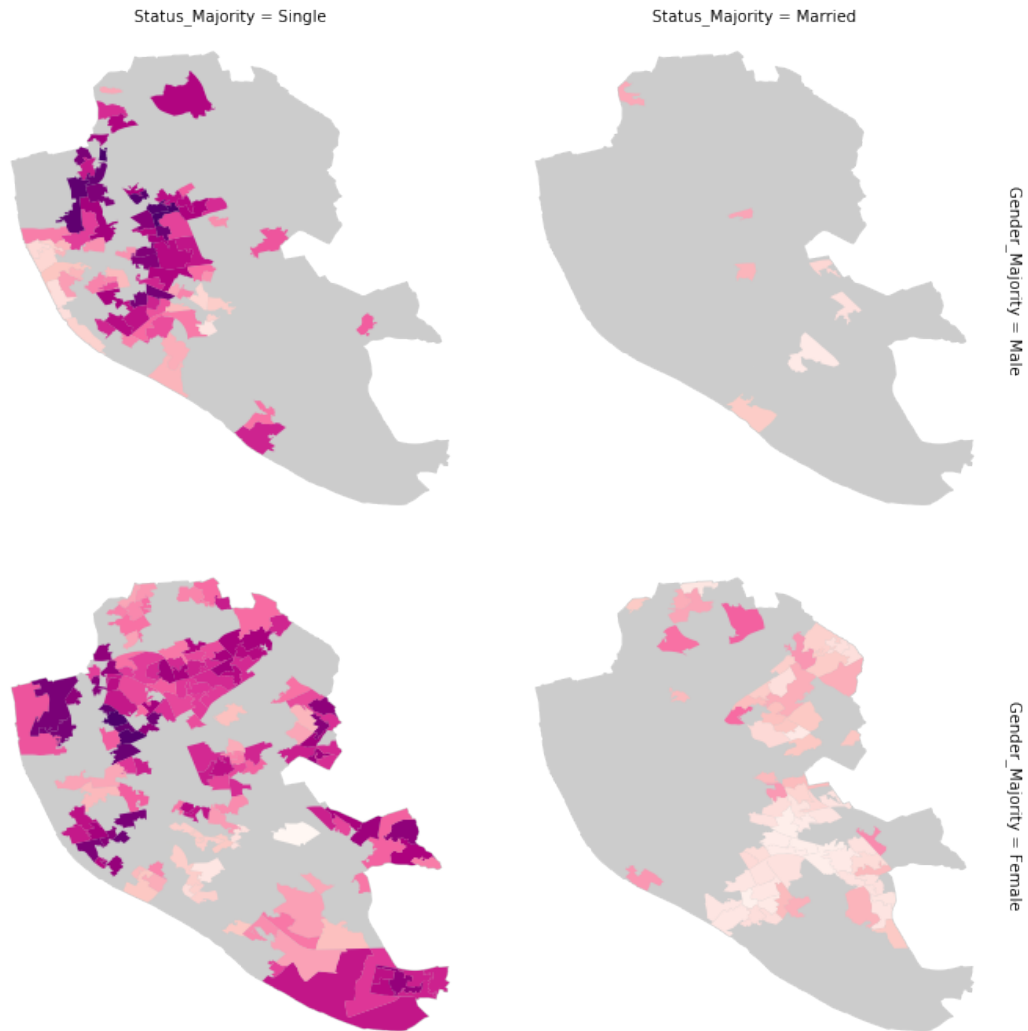 Status_Majority = Single
Status_Majority = Married
Gender_Majority = Male
Gender_Majority = Female